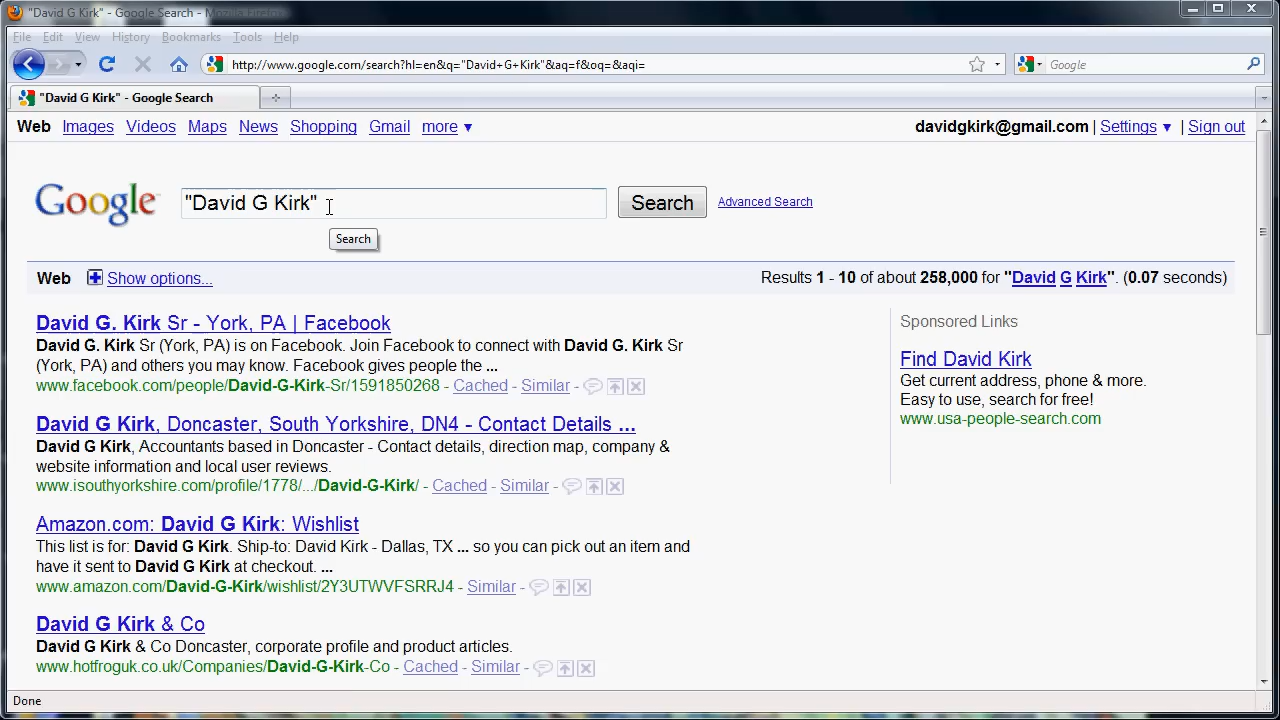 "David G Kirk" - Google Search - Mozilla Firefox
File Edit View History Bookmarks Tools Help
http://www.google.com/search?hl=en&q="David+G+Kirk"&aq=f&oq=&aqi=
Google
"David G Kirk" - Google Search
Web Images Videos Maps News Shopping Gmail more ▼
davidgkirk@gmail.com | Settings ▼ | Sign out
Google
"David G Kirk"
Search
Advanced Search
Search
Web Show options...
Results 1 - 10 of about 258,000 for "David G Kirk". (0.07 seconds)
David G. Kirk Sr - York, PA | Facebook
David G. Kirk Sr (York, PA) is on Facebook. Join Facebook to connect with David G. Kirk Sr
(York, PA) and others you may know. Facebook gives people the ...
www.facebook.com/people/David-G-Kirk-Sr/1591850268 - Cached - Similar -
David G Kirk, Doncaster, South Yorkshire, DN4 - Contact Details ...
David G Kirk, Accountants based in Doncaster - Contact details, direction map, company &
website information and local user reviews.
www.isouthyorkshire.com/profile/1778/.../David-G-Kirk/ - Cached - Similar -
Amazon.com: David G Kirk: Wishlist
This list is for: David G Kirk. Ship-to: David Kirk - Dallas, TX ... so you can pick out an item and
have it sent to David G Kirk at checkout. ...
www.amazon.com/David-G-Kirk/wishlist/2Y3UTWVFSRRJ4 - Similar -
David G Kirk & Co
David G Kirk & Co Doncaster, corporate profile and product articles.
www.hotfroguk.co.uk/Companies/David-G-Kirk-Co - Cached - Similar -
Sponsored Links
Find David Kirk
Get current address, phone & more.
Easy to use, search for free!
www.usa-people-search.com
Done